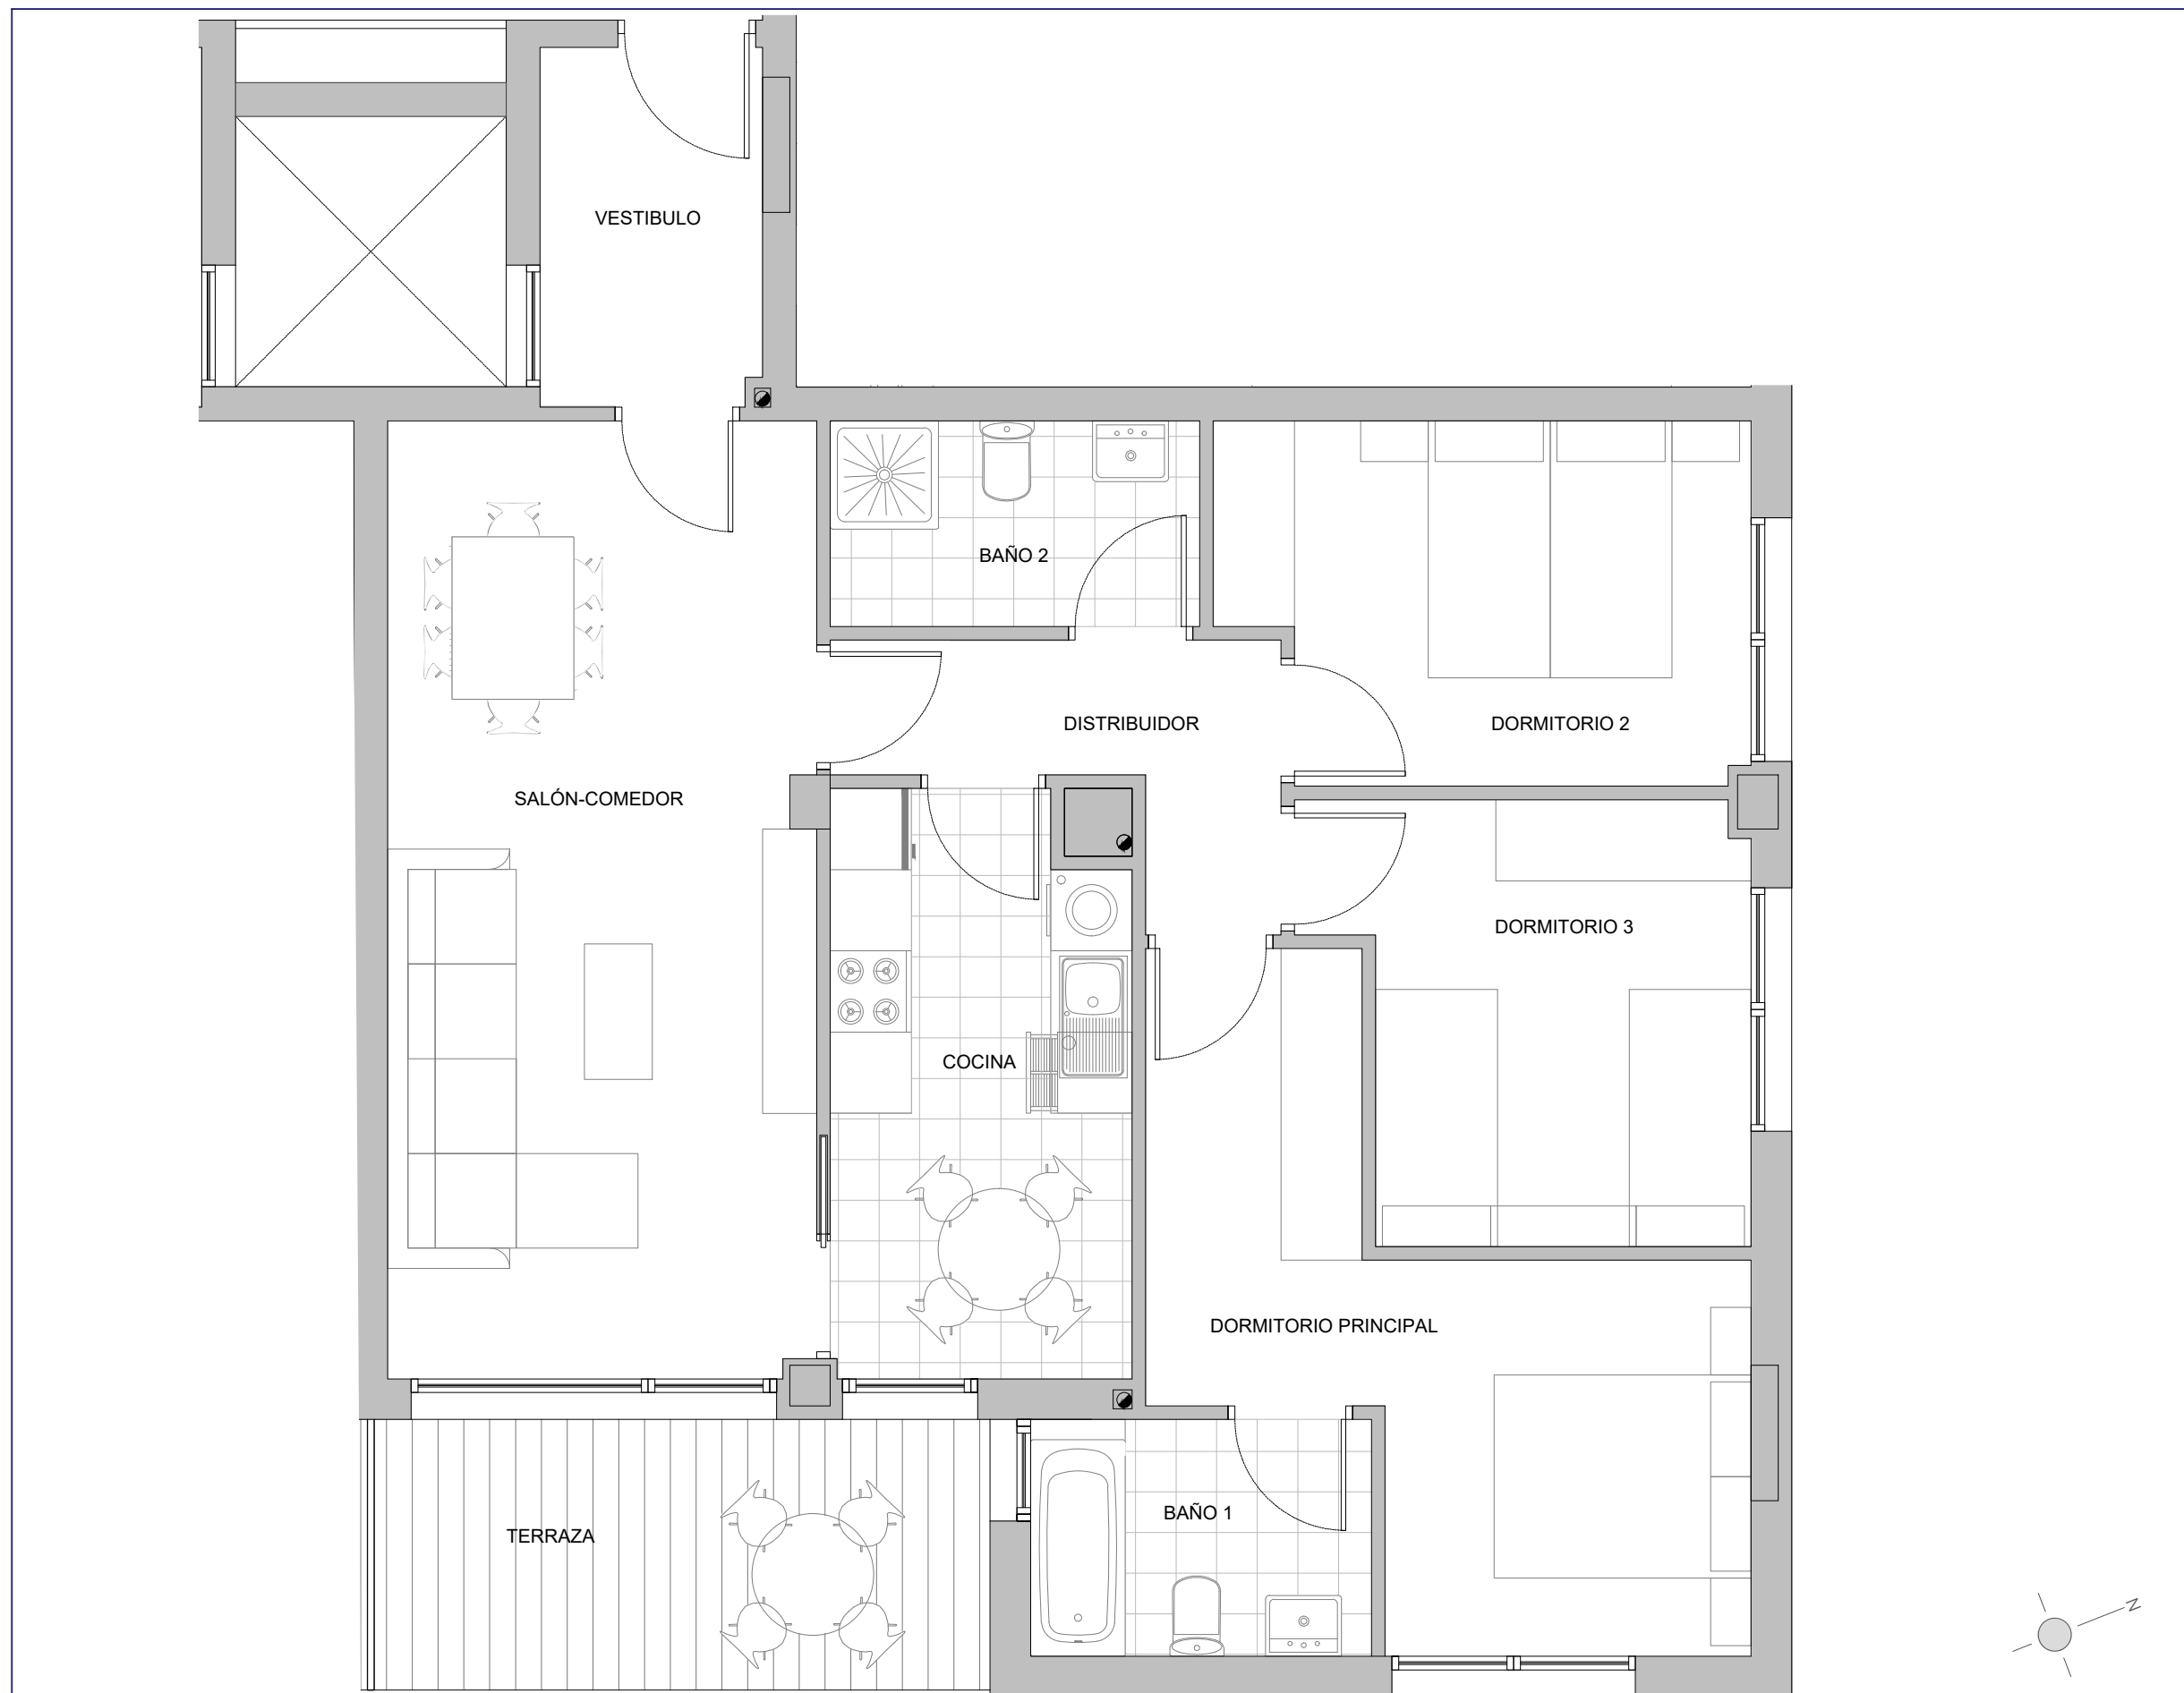 VESTIBULO
BAÑO 2
DISTRIBUIDOR
DORMITORIO 2
SALÓN-COMEDOR
DORMITORIO 3
COCINA
DORMITORIO PRINCIPAL
BAÑO 1
TERRAZA
N